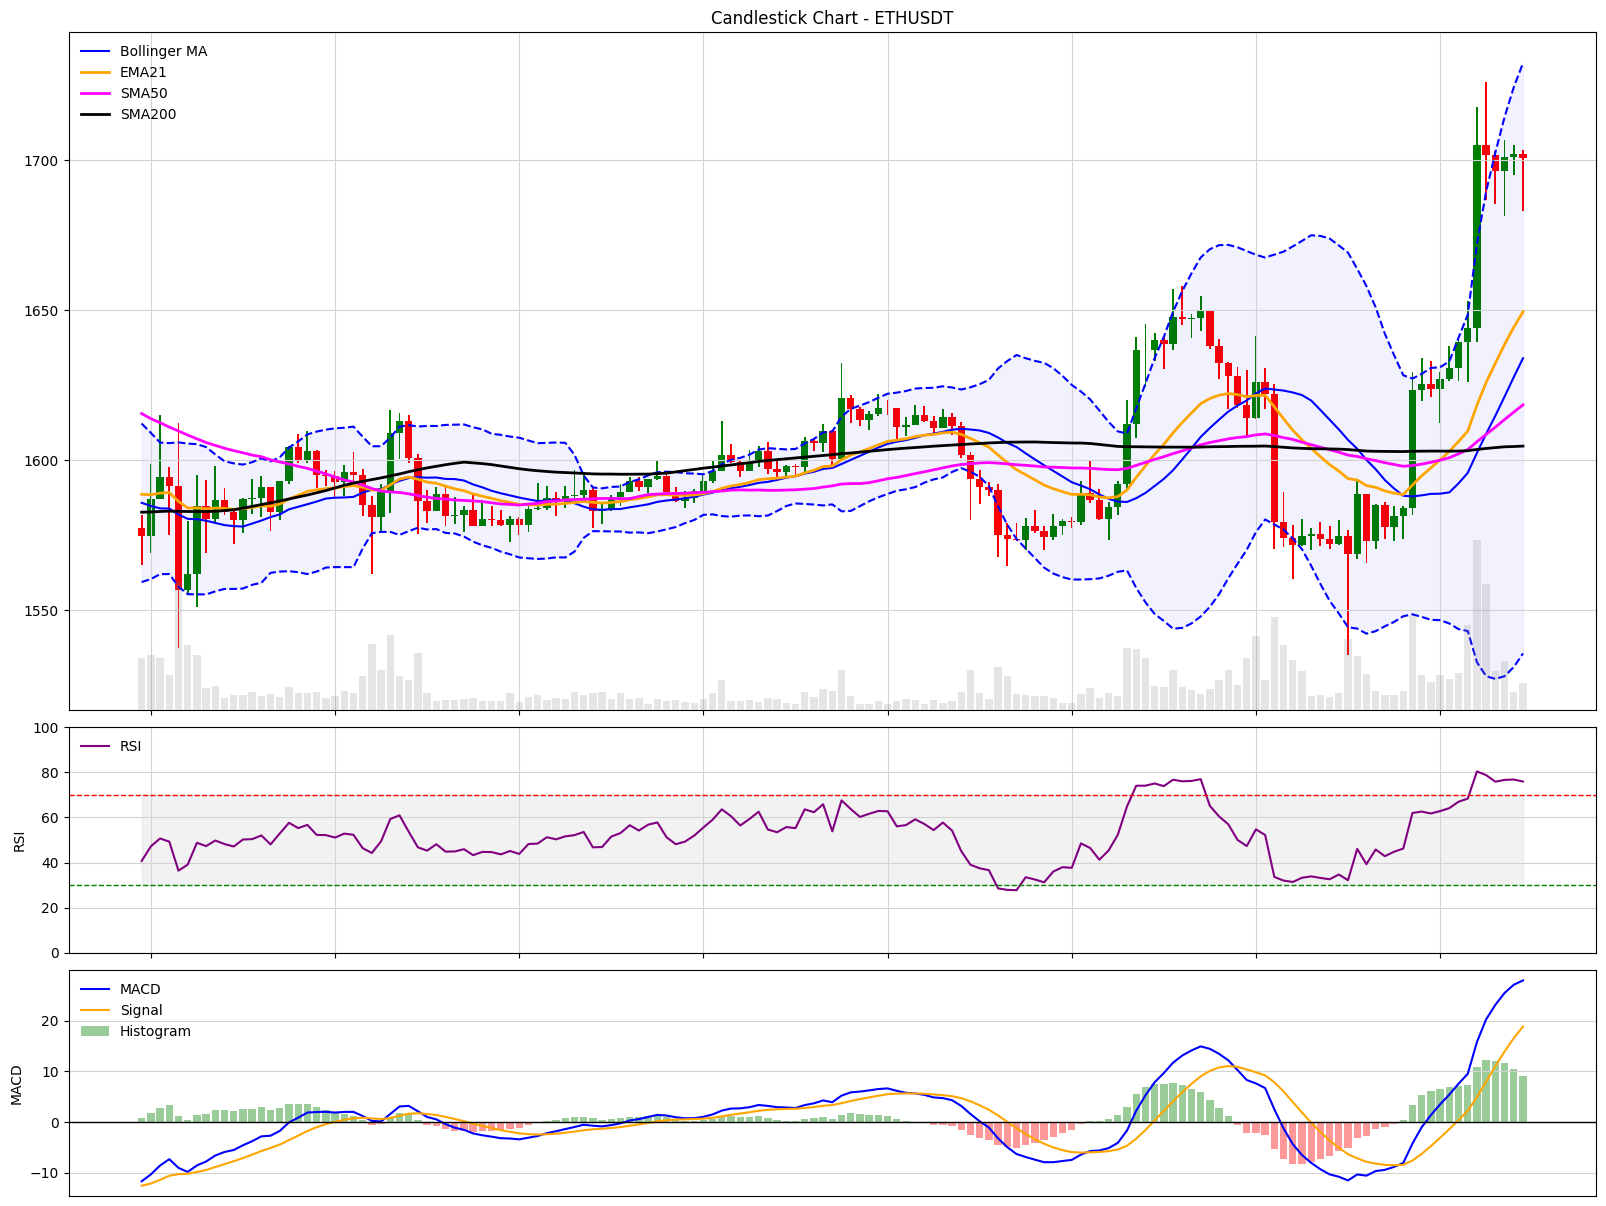 Candlestick Chart - ETHUSDT
Bollinger MA
EMA21
SMA50
SMA200
1700
1650
1600
1550
100
80
60
40
20
0
RSI
RSI
MACD
Signal
Histogram
20
10
0
−10
MACD